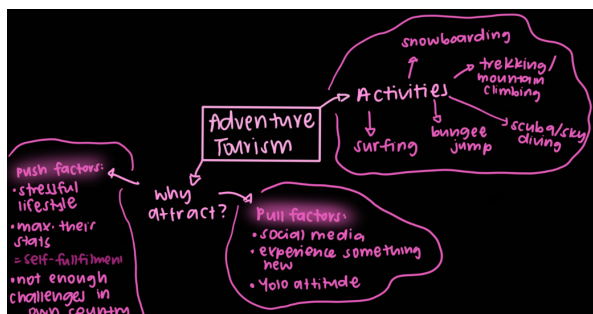 Adventure
Tourism
Activities
snowboarding
trekking/
mountain
climbing
scuba/sky
diving
bungee
jump
surfing
why
attract?
Push factors:
• stressful
lifestyle
• max. their
stats
= self-fullfilment
• not enough
challenges in
own country
Pull factors:
• social media
• experience something
new
• Yolo attitude